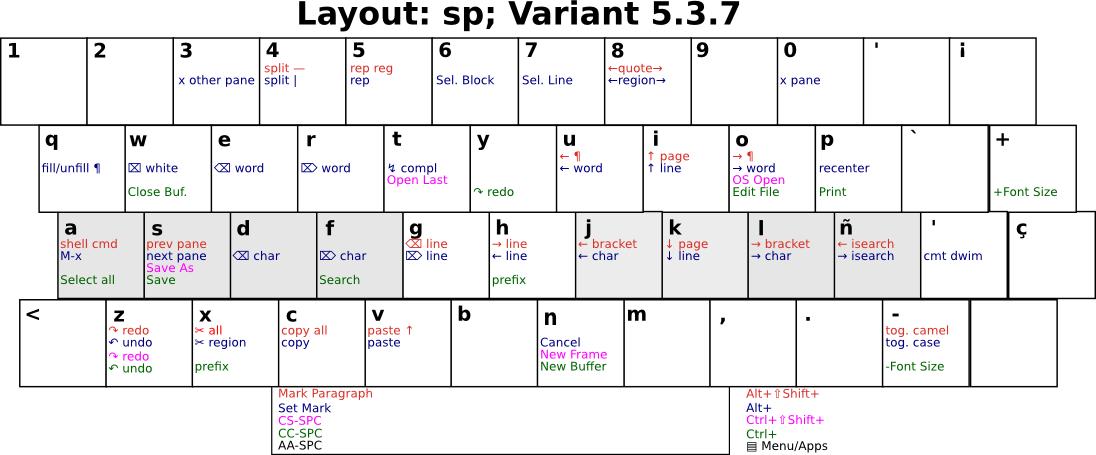 Layout: sp; Variant 5.3.7
1 2 3 4 5 6 7 8 9 0 ' ¡
split — rep reg ←quote→
x other pane split | rep Sel. Block Sel. Line ←region→ x pane
q w e r t y u i o p ` +
← ¶ ↑ page → ¶
fill/unfill ¶ ⌧ white ⌫ word ⌦ word ↯ compl ← word ↑ line → word recenter
Open Last OS Open
Close Buf. ↷ redo Edit File Print +Font Size
a s d f g h j k l ñ ' ç
shell cmd prev pane ⌫ line → line ← bracket ↓ page → bracket ← isearch
M-x next pane ⌫ char ⌦ char ⌦ line ← line ← char ↓ line → char → isearch cmt dwim
Save As
Select all Save Search prefix
< z x c v b n m , . -
↷ redo ✂ all copy all paste ↑ tog. camel
↶ undo ✂ region copy paste Cancel tog. case
↷ redo New Frame
↶ undo prefix New Buffer -Font Size
Mark Paragraph Alt+⇧Shift+
Set Mark Alt+
CS-SPC Ctrl+⇧Shift+
CC-SPC Ctrl+
AA-SPC ▤ Menu/Apps